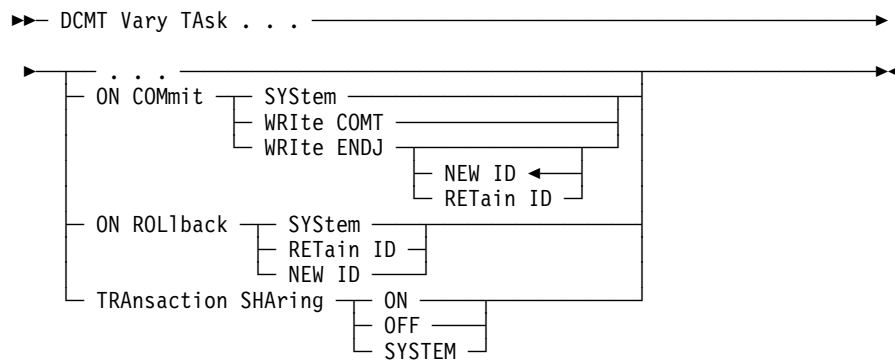 DCMT Vary TAsk . . .
. . .
ON COMmit SYStem
WRIte COMT
WRIte ENDJ
NEW ID
RETain ID
ON ROLlback SYStem
RETain ID
NEW ID
TRAnsaction SHAring ON
OFF
SYSTEM